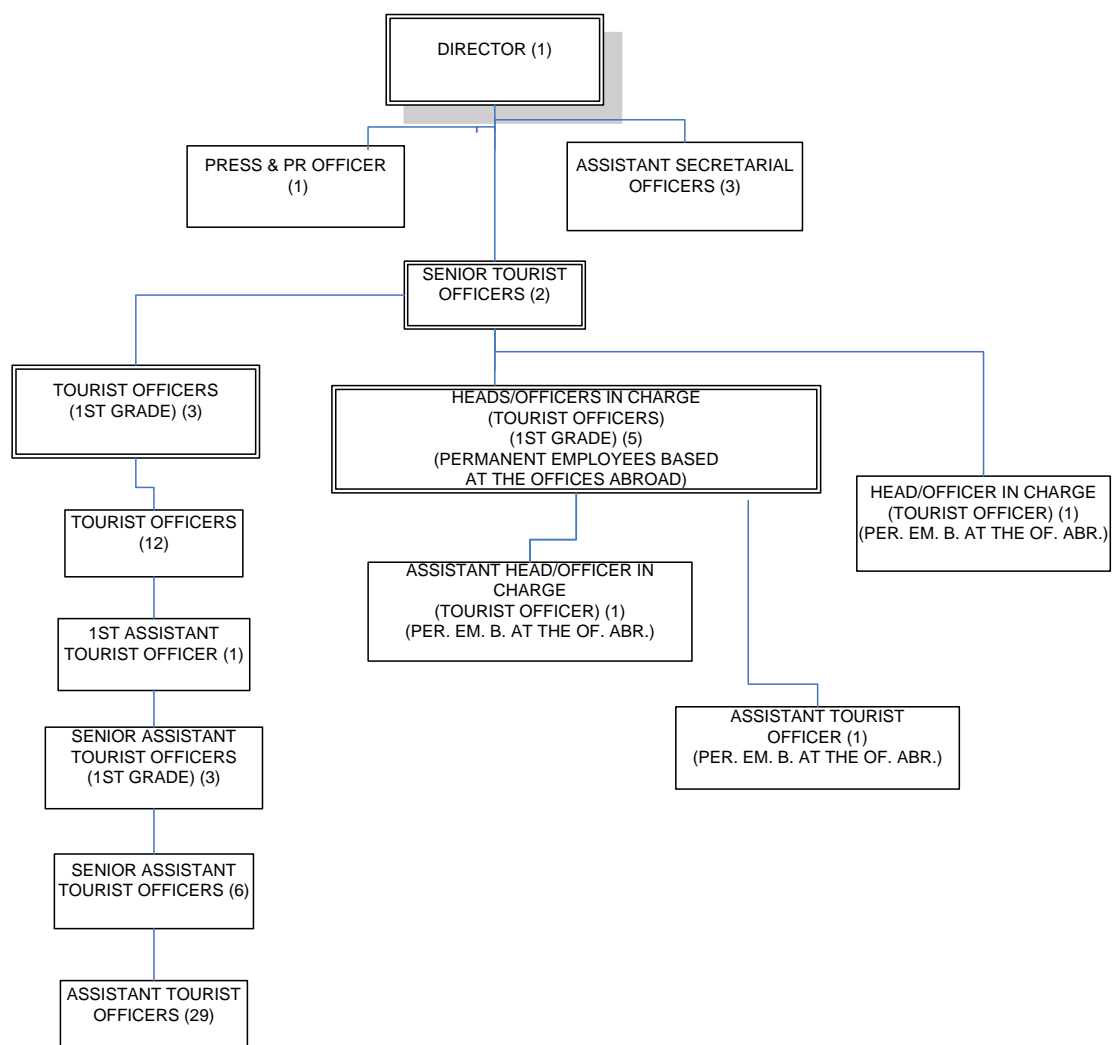 DIRECTOR (1)
PRESS & PR OFFICER
(1)
ASSISTANT SECRETARIAL
OFFICERS (3)
SENIOR TOURIST
OFFICERS (2)
TOURIST OFFICERS
(1ST GRADE) (3)
HEADS/OFFICERS IN CHARGE
(TOURIST OFFICERS)
(1ST GRADE) (5)
(PERMANENT EMPLOYEES BASED
AT THE OFFICES ABROAD)
HEAD/OFFICER IN CHARGE
(TOURIST OFFICER) (1)
(PER. EM. B. AT THE OF. ABR.)
TOURIST OFFICERS
(12)
ASSISTANT HEAD/OFFICER IN
CHARGE
(TOURIST OFFICER) (1)
(PER. EM. B. AT THE OF. ABR.)
1ST ASSISTANT
TOURIST OFFICER (1)
ASSISTANT TOURIST
OFFICER (1)
(PER. EM. B. AT THE OF. ABR.)
SENIOR ASSISTANT
TOURIST OFFICERS
(1ST GRADE) (3)
SENIOR ASSISTANT
TOURIST OFFICERS (6)
ASSISTANT TOURIST
OFFICERS (29)